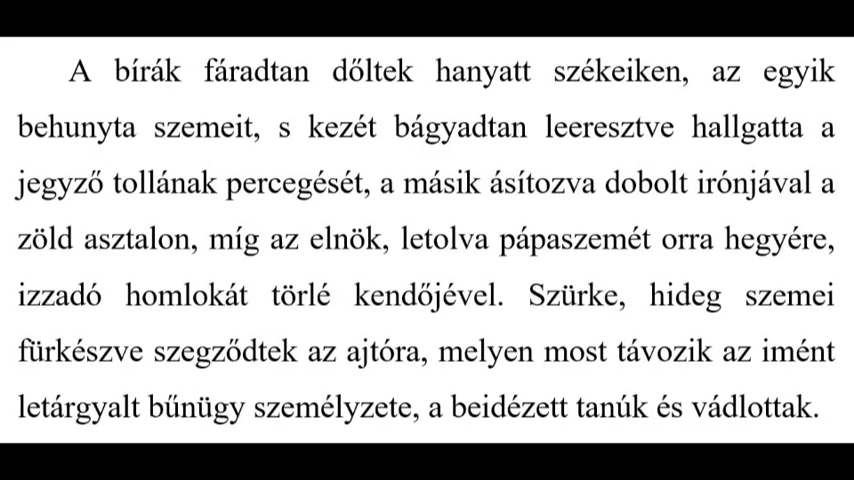 A bírák fáradtan dőltek hanyatt székeiken, az egyik
behunyta szemeit, s kezét bágyadtan leeresztve hallgatta a
jegyző tollának percegését, a másik ásítozva dobolt irónjával a
zöld asztalon, míg az elnök, letolva pápaszemét orra hegyére,
izzadó homlokát törlé kendőjével. Szürke, hideg szemei
fürkészve szegződtek az ajtóra, melyen most távozik az imént
letárgyalt bűnügy személyzete, a beidézett tanúk és vádlottak.